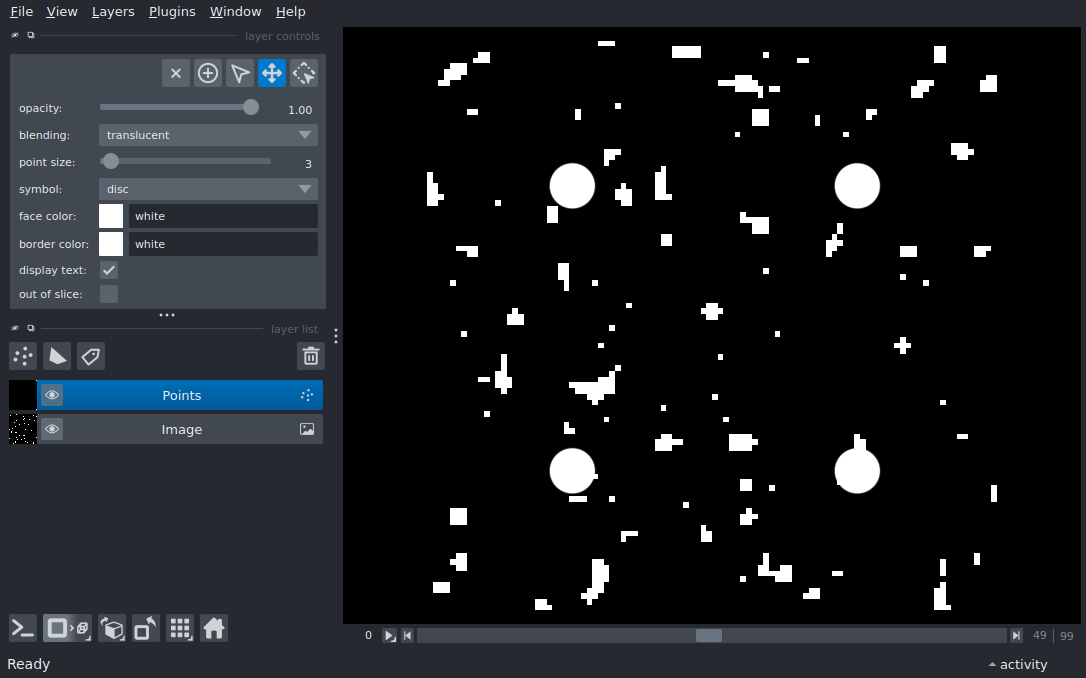 File View Layers Plugins Window Help
layer controls
opacity: 1.00
blending: translucent
point size: 3
symbol: disc
face color: white
border color: white
display text:
out of slice:
layer list
Points
Image
0 49 99
Ready activity